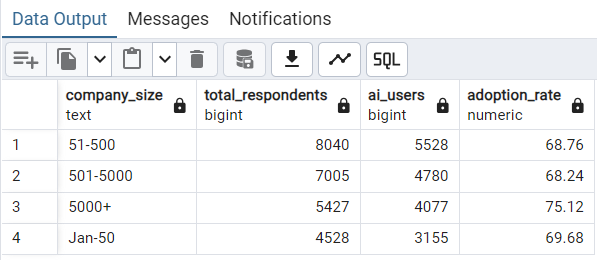 Data Output Messages Notifications
SQL
company_size total_respondents ai_users adoption_rate
text bigint bigint numeric
1 51-500 8040 5528 68.76
2 501-5000 7005 4780 68.24
3 5000+ 5427 4077 75.12
4 Jan-50 4528 3155 69.68